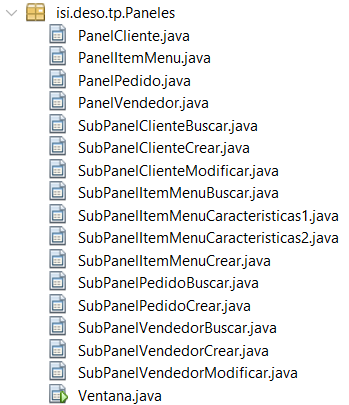 isi.deso.tp.Paneles
PanelCliente.java
PanelItemMenu.java
PanelPedido.java
PanelVendedor.java
SubPanelClienteBuscar.java
SubPanelClienteCrear.java
SubPanelClienteModificar.java
SubPanelItemMenuBuscar.java
SubPanelItemMenuCaracteristicas1.java
SubPanelItemMenuCaracteristicas2.java
SubPanelItemMenuCrear.java
SubPanelPedidoBuscar.java
SubPanelPedidoCrear.java
SubPanelVendedorBuscar.java
SubPanelVendedorCrear.java
SubPanelVendedorModificar.java
Ventana.java